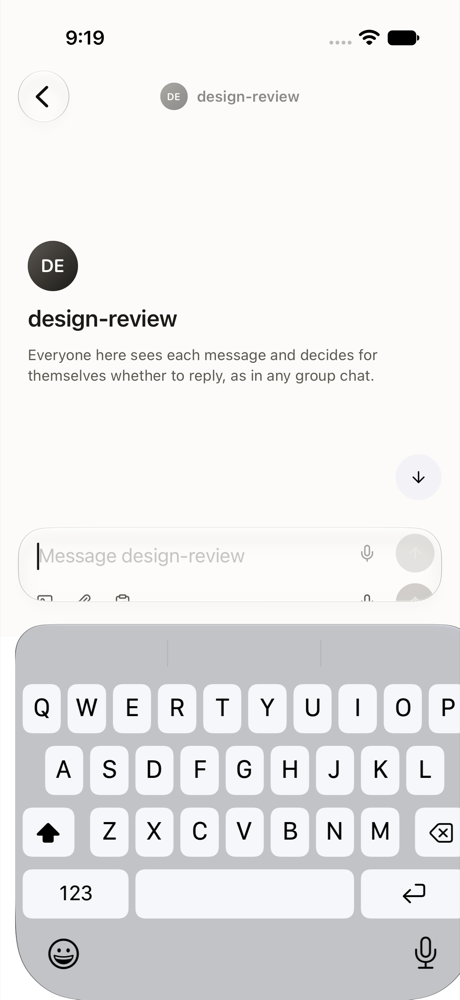 9:19
DE design-review
DE
design-review
Everyone here sees each message and decides for
themselves whether to reply, as in any group chat.
Message design-review
Q W E R T Y U I O P
A S D F G H J K L
Z X C V B N M
123